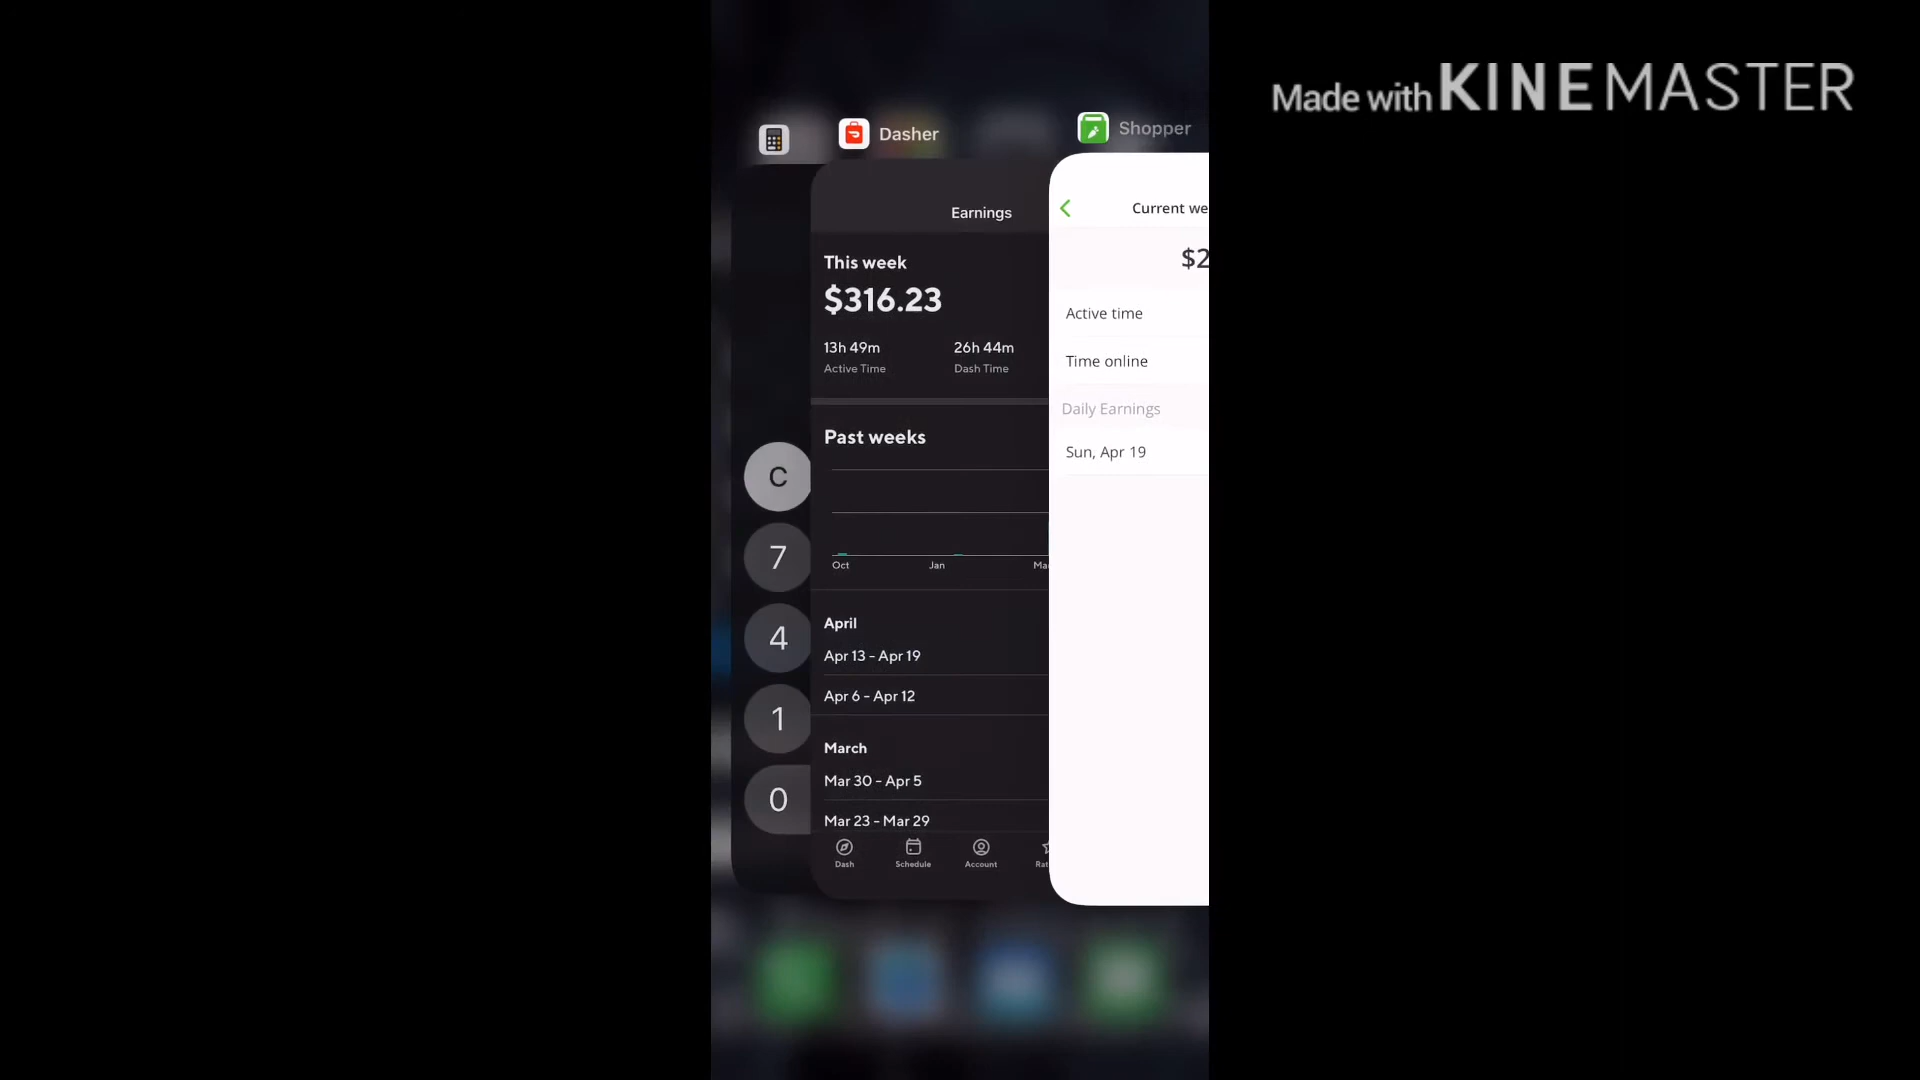 Made with KINEMASTER
Dasher
Shopper
Earnings
This week
$316.23
13h 49m
26h 44m
Active Time
Dash Time
Past weeks
Oct
Jan
Ma
April
Apr 13 - Apr 19
Apr 6 - Apr 12
March
Mar 30 - Apr 5
Mar 23 - Mar 29
Dash
Schedule
Account
Rat
C
7
4
1
0
Current we
$2
Active time
Time online
Daily Earnings
Sun, Apr 19